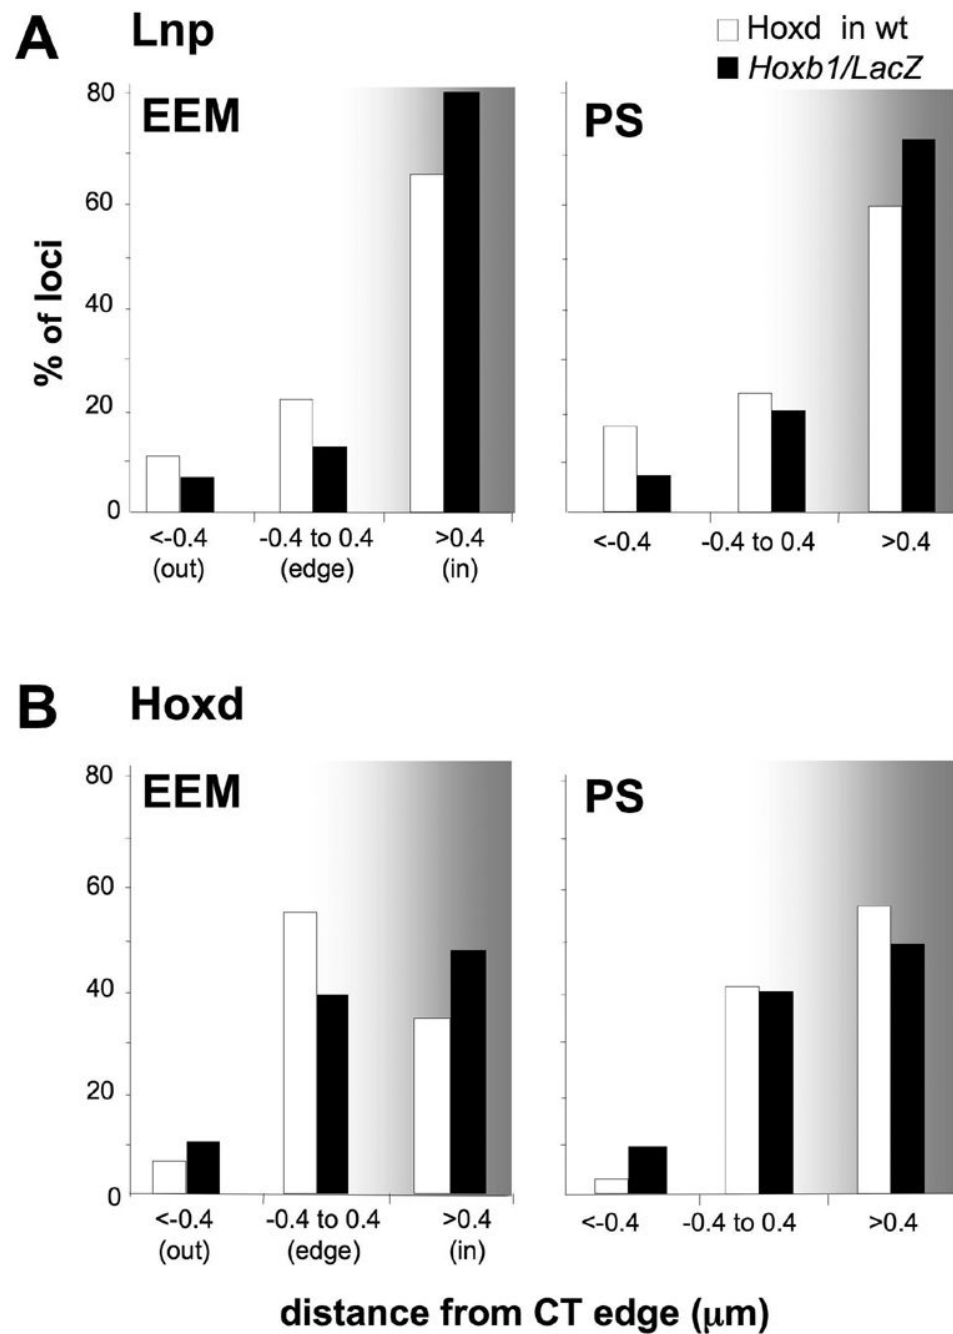 A
Lnp
Hoxd in wt
Hoxb1/LacZ
EEM
PS
% of loci
80
60
40
20
0
<-0.4
(out)
-0.4 to 0.4
(edge)
>0.4
(in)
<-0.4
-0.4 to 0.4
>0.4
B
Hoxd
EEM
PS
80
60
40
20
0
<-0.4
(out)
-0.4 to 0.4
(edge)
>0.4
(in)
<-0.4
-0.4 to 0.4
>0.4
distance from CT edge (μm)